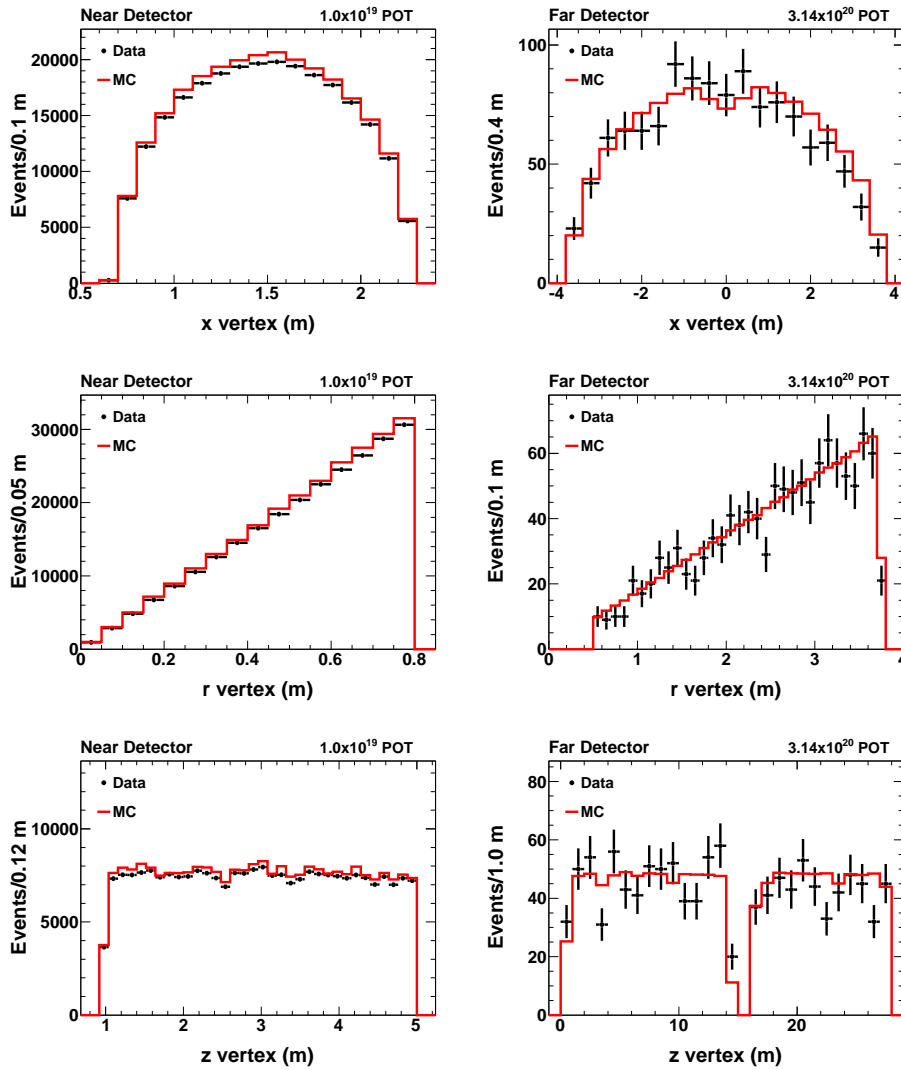 Near Detector 1.0x10¹⁹ POT
Data
MC
Events/0.1 m
20000
15000
10000
5000
0
0.5 1 1.5 2
x vertex (m)
Far Detector 3.14x10²⁰ POT
Data
MC
Events/0.4 m
100
50
0
-4 -2 0 2 4
x vertex (m)
Near Detector 1.0x10¹⁹ POT
Data
MC
Events/0.05 m
30000
20000
10000
0
0 0.2 0.4 0.6 0.8
r vertex (m)
Far Detector 3.14x10²⁰ POT
Data
MC
Events/0.1 m
60
40
20
0
0 1 2 3 4
r vertex (m)
Near Detector 1.0x10¹⁹ POT
Data
MC
Events/0.12 m
10000
5000
0
1 2 3 4 5
z vertex (m)
Far Detector 3.14x10²⁰ POT
Data
MC
Events/1.0 m
80
60
40
20
0
0 10 20
z vertex (m)